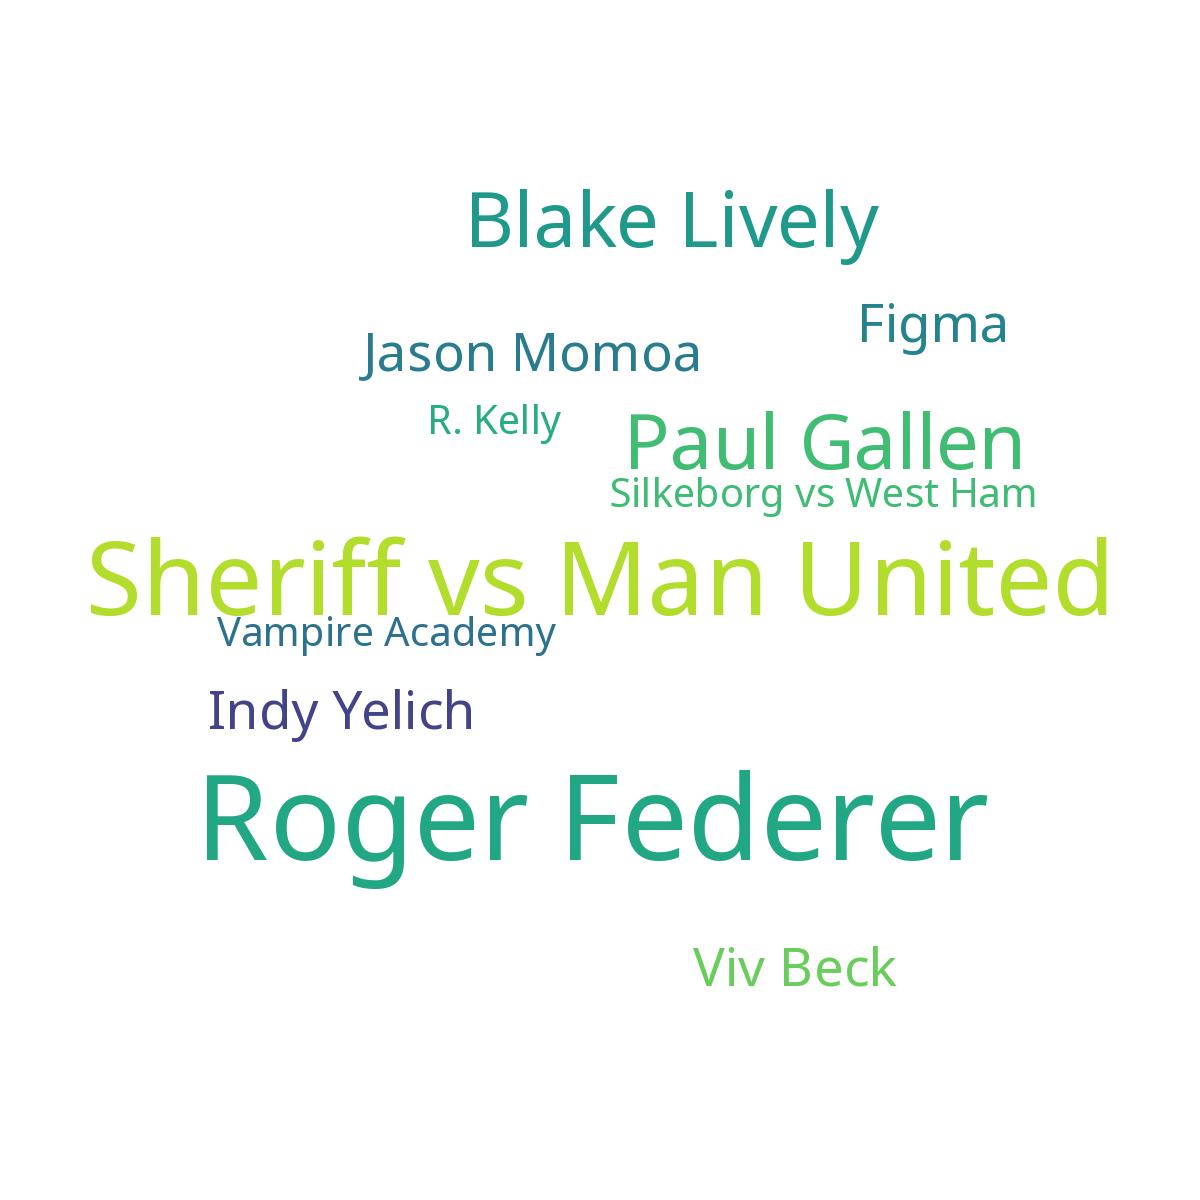 Blake Lively
Figma
Jason Momoa
R. Kelly
Paul Gallen
Silkeborg vs West Ham
Sheriff vs Man United
Vampire Academy
Indy Yelich
Roger Federer
Viv Beck